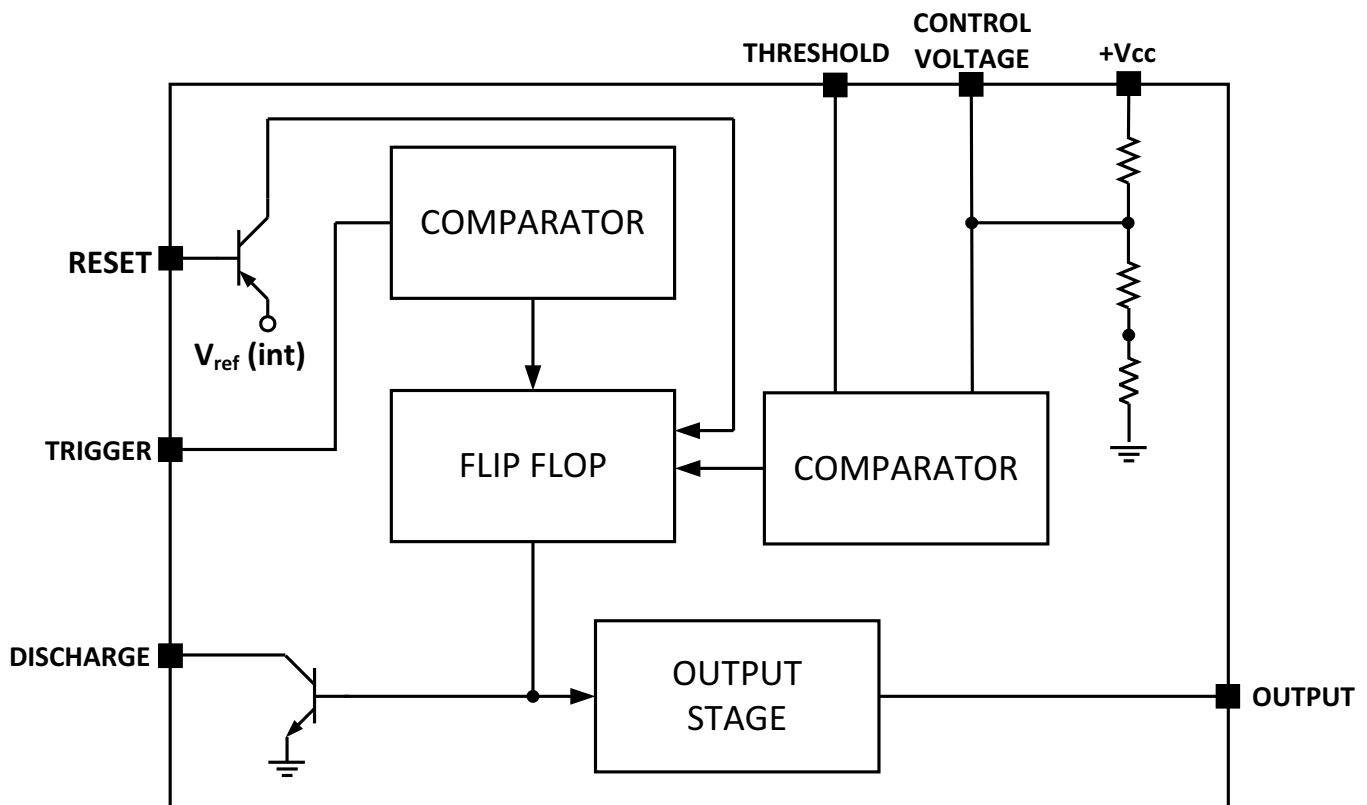 CONTROL
VOLTAGE
THRESHOLD
+Vcc
COMPARATOR
RESET
Vref (int)
TRIGGER
FLIP FLOP
COMPARATOR
DISCHARGE
OUTPUT
STAGE
OUTPUT